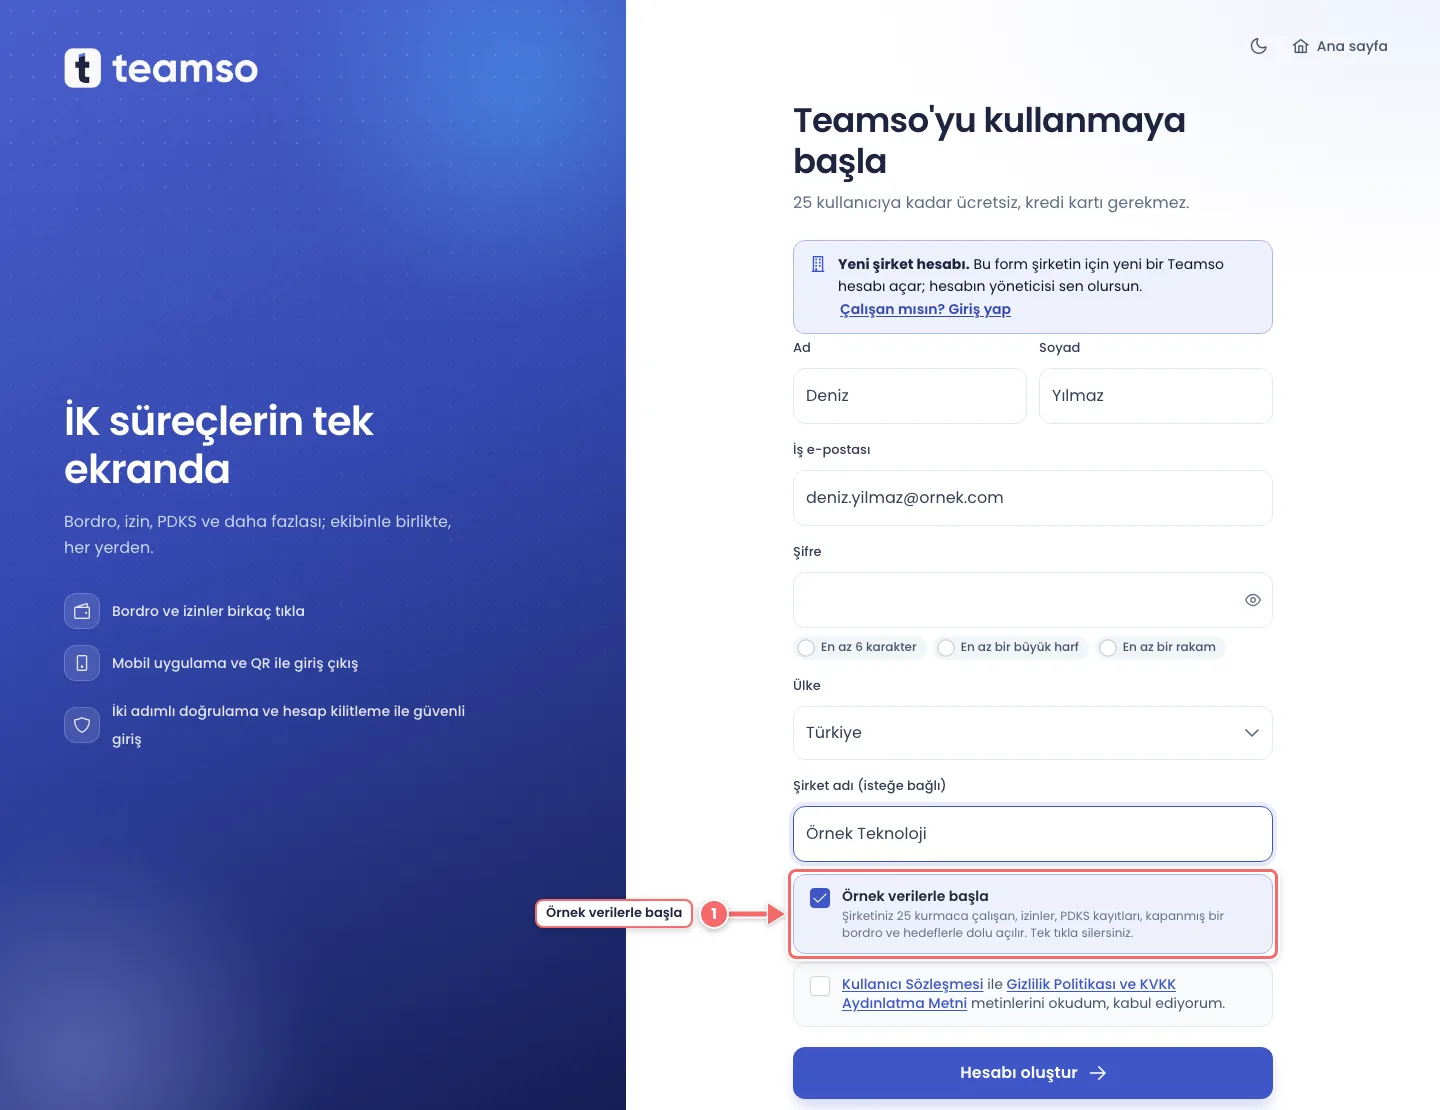 teamso
İK süreçlerin tek
ekranda
Bordro, izin, PDKS ve daha fazlası; ekibinle birlikte,
her yerden.
Bordro ve izinler birkaç tıkla
Mobil uygulama ve QR ile giriş çıkış
İki adımlı doğrulama ve hesap kilitleme ile güvenli
giriş
Ana sayfa
Teamso'yu kullanmaya
başla
25 kullanıcıya kadar ücretsiz, kredi kartı gerekmez.
Yeni şirket hesabı. Bu form şirketin için yeni bir Teamso
hesabı açar; hesabın yöneticisi sen olursun.
Çalışan mısın? Giriş yap
Ad
Soyad
Deniz
Yılmaz
İş e-postası
deniz.yilmaz@ornek.com
Şifre
En az 6 karakter
En az bir büyük harf
En az bir rakam
Ülke
Türkiye
Şirket adı (isteğe bağlı)
Örnek Teknoloji
Örnek verilerle başla
1
Örnek verilerle başla
Şirketiniz 25 kurmaca çalışan, izinler, PDKS kayıtları, kapanmış bir
bordro ve hedeflerle dolu açılır. Tek tıkla silersiniz.
Kullanıcı Sözleşmesi ile Gizlilik Politikası ve KVKK
Aydınlatma Metni metinlerini okudum, kabul ediyorum.
Hesabı oluştur